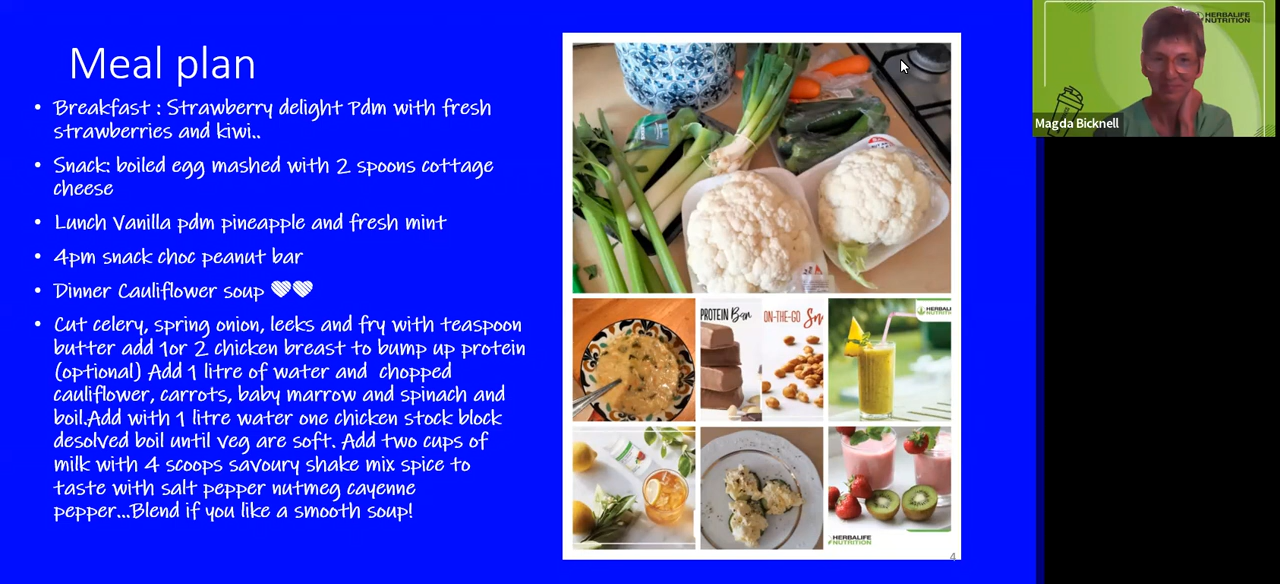 Meal plan
• Breakfast : Strawberry delight Pdm with fresh
strawberries and kiwi..
• Snack: boiled egg mashed with 2 spoons cottage
cheese
• Lunch Vanilla pdm pineapple and fresh mint
• 4pm snack choc peanut bar
• Dinner Cauliflower soup 🤍🤍
• Cut celery, spring onion, leeks and fry with teaspoon
butter add 1or 2 chicken breast to bump up protein
(optional) Add 1 litre of water and chopped
cauliflower, carrots, baby marrow and spinach and
boil.Add with 1 litre water one chicken stock block
desolved boil until veg are soft. Add two cups of
milk with 4 scoops savoury shake mix spice to
taste with salt pepper nutmeg cayenne
pepper...Blend if you like a smooth soup!
PROTEIN Bar
ON-THE-GO
HERBALIFE
NUTRITION
4
HERBALIFE
NUTRITION
Magda Bicknell